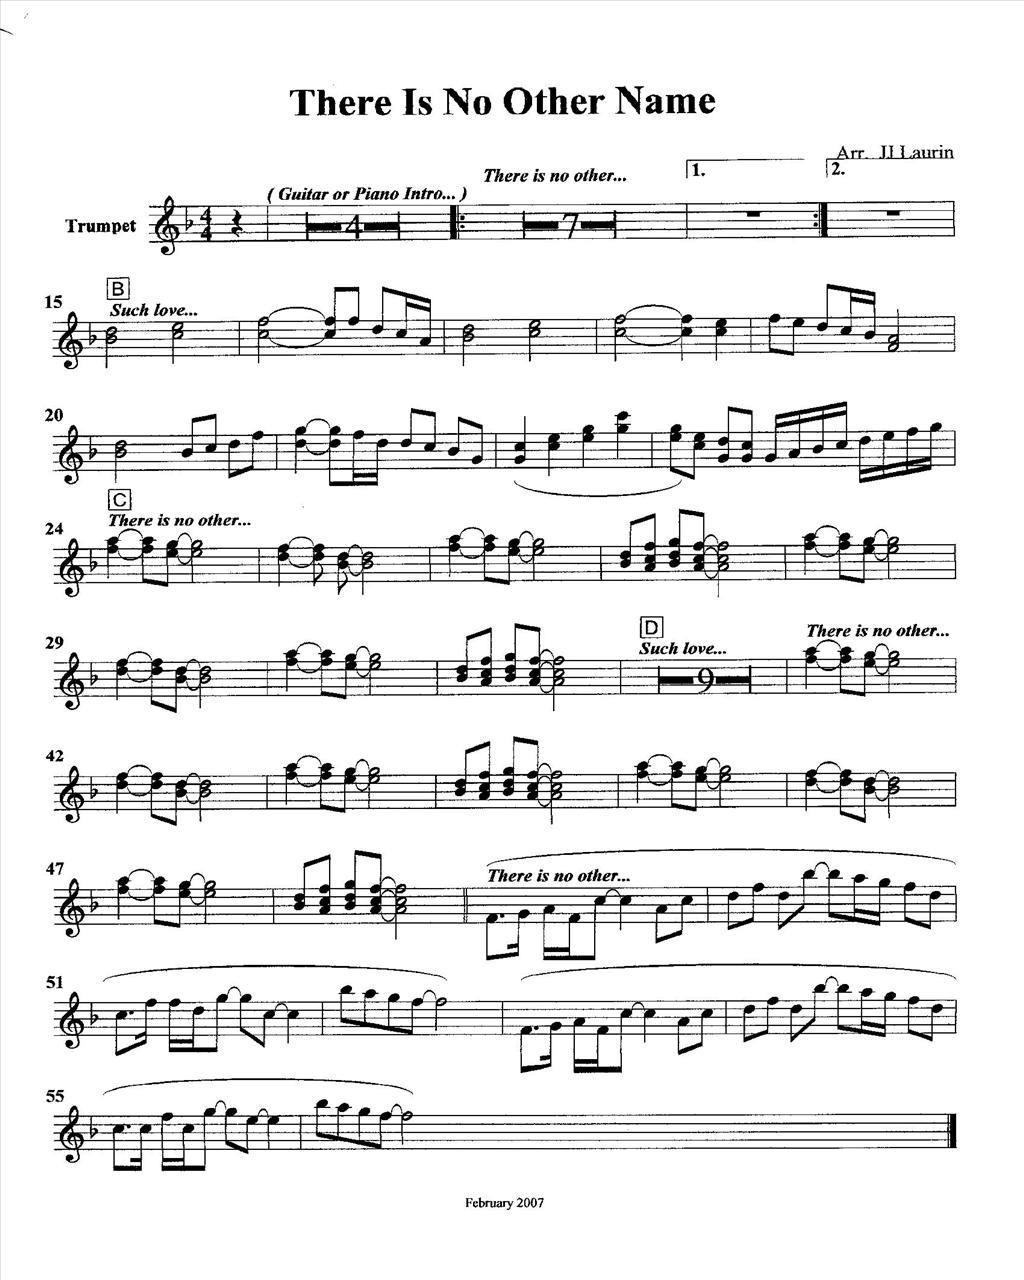 There Is No Other Name
Arr. JJ Laurin
There is no other... 1. 2.
( Guitar or Piano Intro... )
Trumpet 4 4 4 7
B
15 Such love...
20
C
There is no other...
24
D
29 Such love... There is no other...
42
47 There is no other...
51
55
February 2007